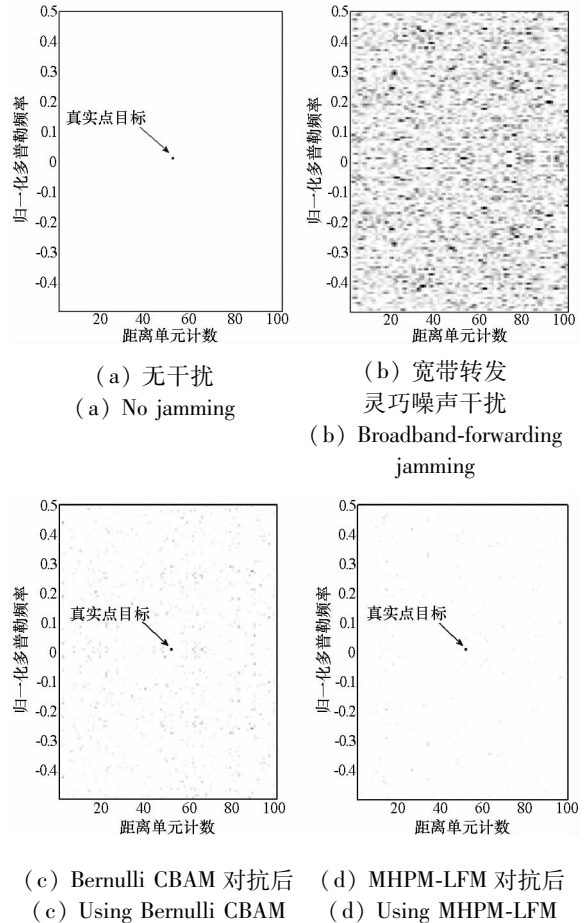 0.5
0.4
0.3
0.2
0.1
0
-0.1
-0.2
-0.3
-0.4
归一化多普勒频率
真实点目标
20 40 60 80 100
距离单元计数
(a) 无干扰
(a) No jamming
0.5
0.4
0.3
0.2
0.1
0
-0.1
-0.2
-0.3
-0.4
归一化多普勒频率
20 40 60 80 100
距离单元计数
(b) 宽带转发
灵巧噪声干扰
(b) Broadband-forwarding
jamming
0.5
0.4
0.3
0.2
0.1
0
-0.1
-0.2
-0.3
-0.4
归一化多普勒频率
真实点目标
20 40 60 80 100
距离单元计数
(c) Bernulli CBAM 对抗后
(c) Using Bernulli CBAM
0.5
0.4
0.3
0.2
0.1
0
-0.1
-0.2
-0.3
-0.4
归一化多普勒频率
真实点目标
20 40 60 80 100
距离单元计数
(d) MHPM-LFM 对抗后
(d) Using MHPM-LFM